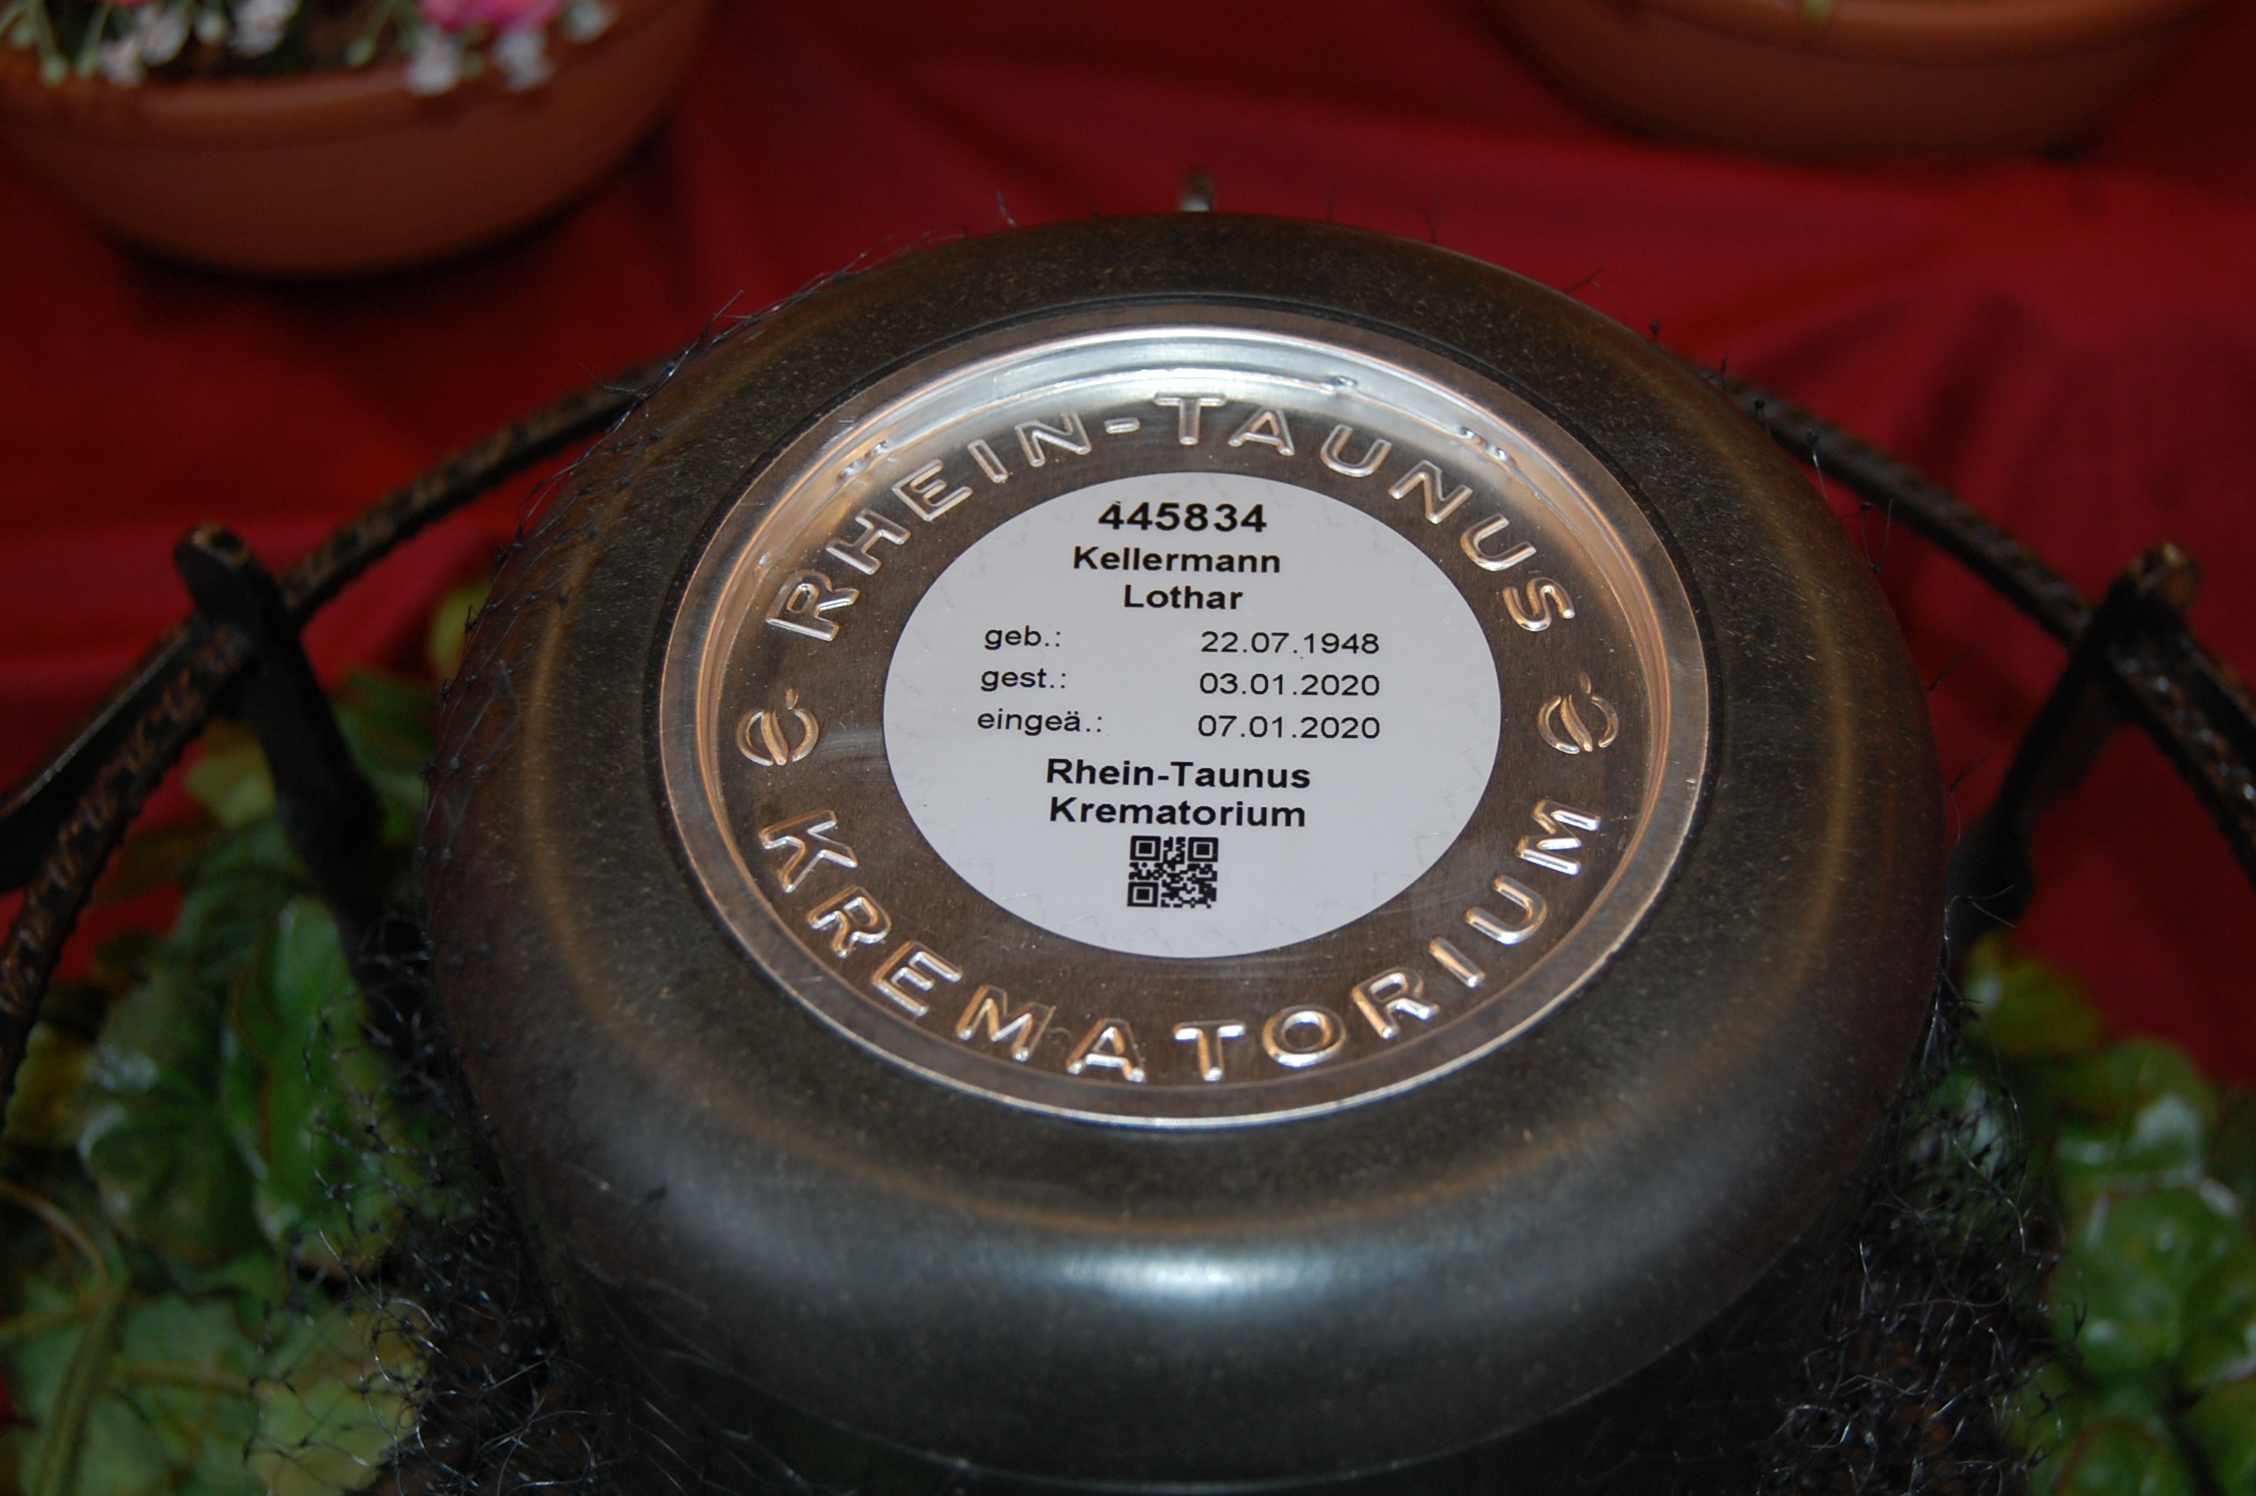 RHEIN-TAUNUS
445834
Kellermann
Lothar
geb.: 22.07.1948
gest.: 03.01.2020
eingeä.: 07.01.2020
Rhein-Taunus
Krematorium
KREMATORIUM